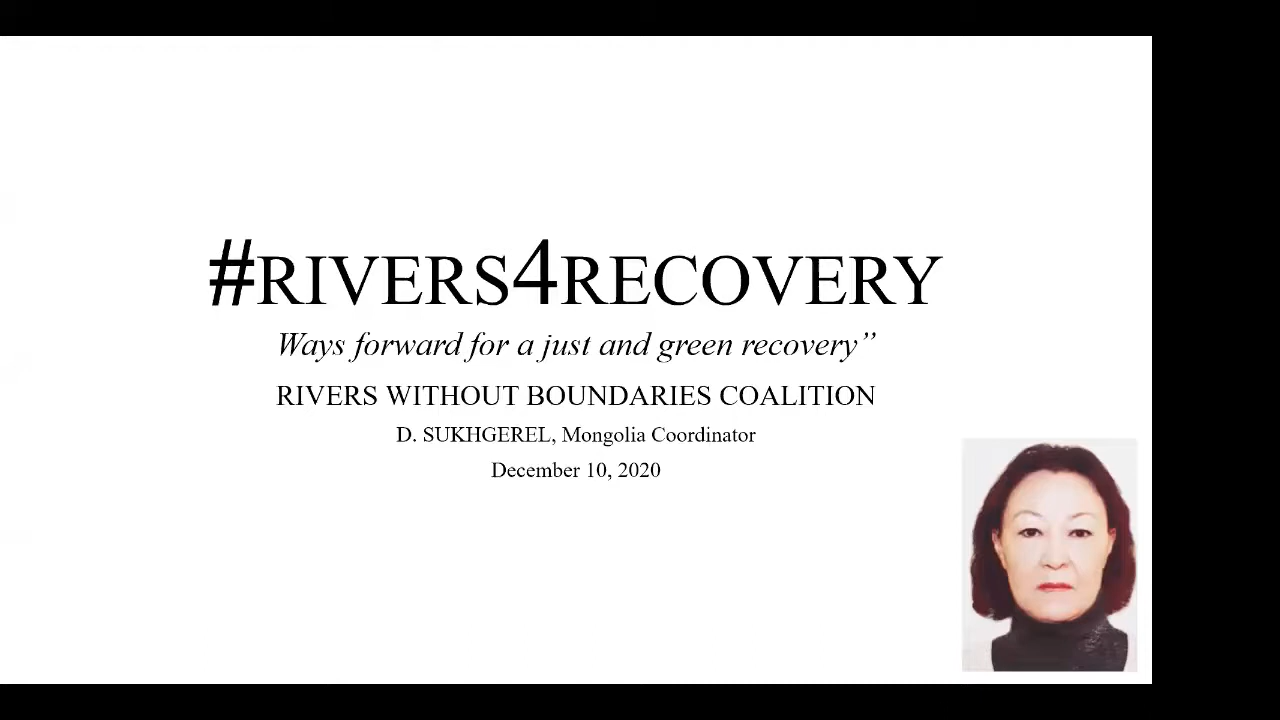 #RIVERS4RECOVERY
Ways forward for a just and green recovery”
RIVERS WITHOUT BOUNDARIES COALITION
D. SUKHGEREL, Mongolia Coordinator
December 10, 2020